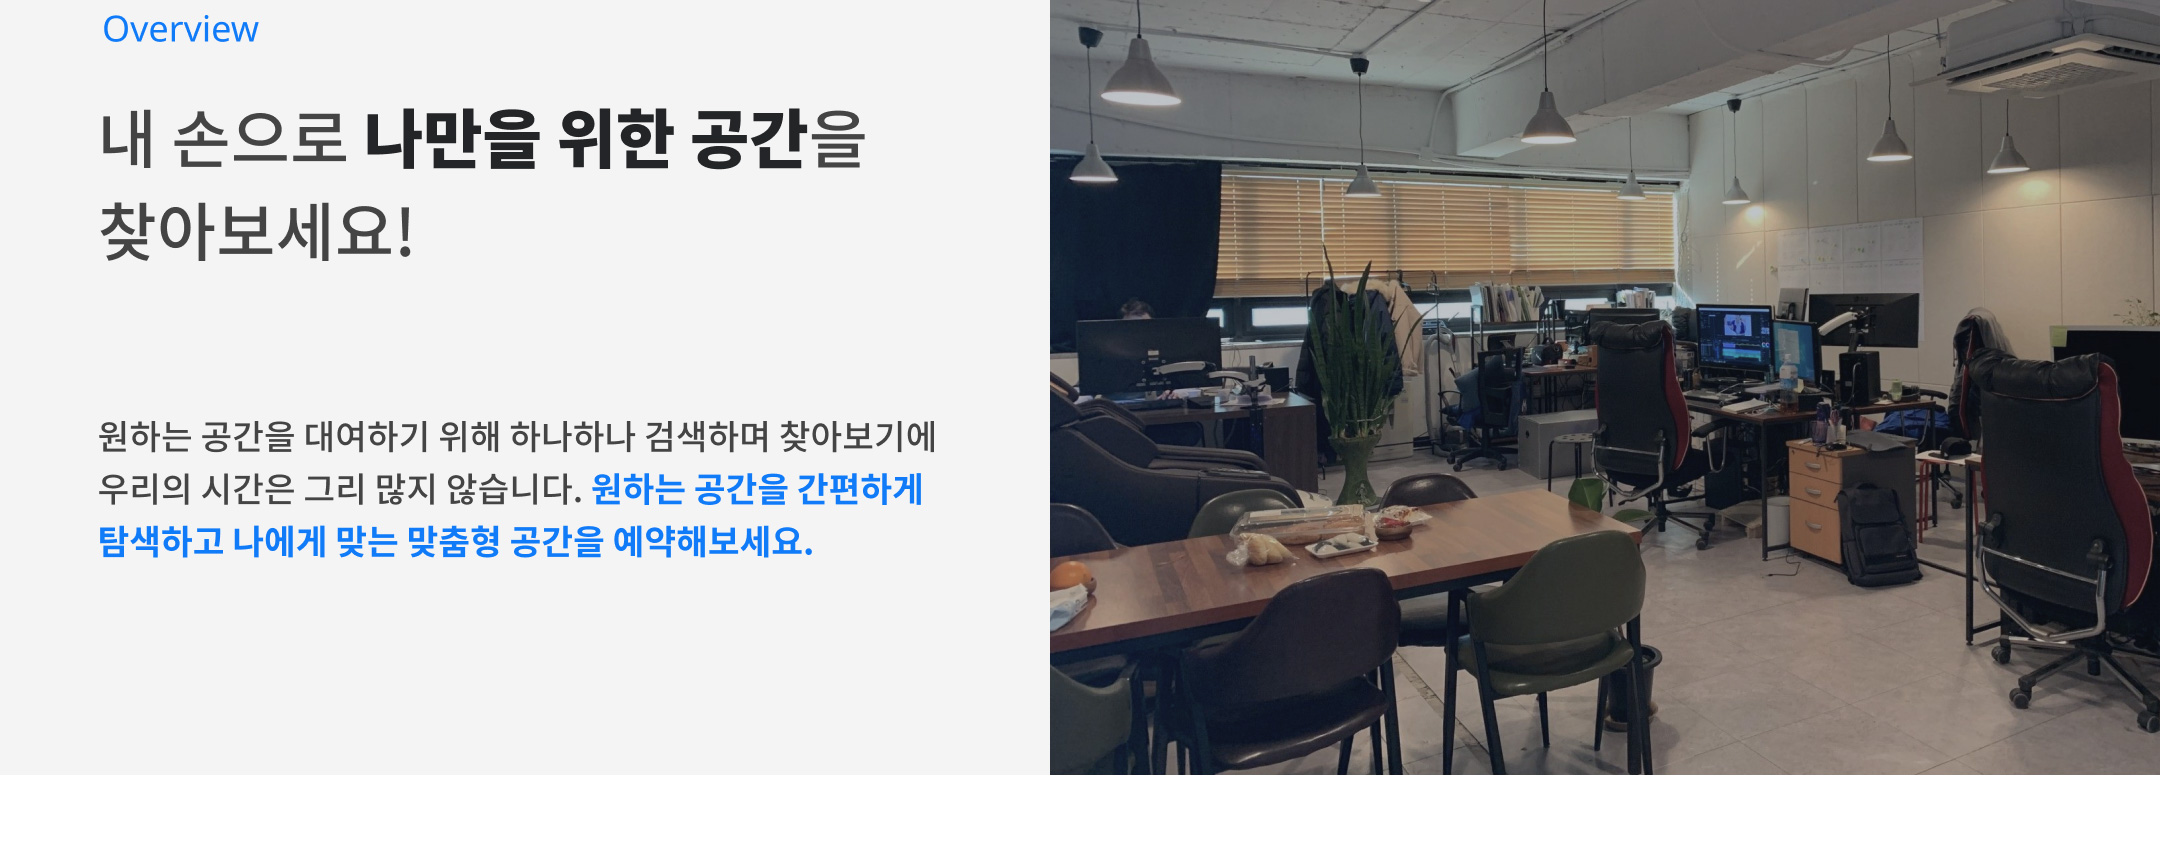 Overview
내 손으로 나만을 위한 공간을
찾아보세요!
원하는 공간을 대여하기 위해 하나하나 검색하며 찾아보기에
우리의 시간은 그리 많지 않습니다. 원하는 공간을 간편하게
탐색하고 나에게 맞는 맞춤형 공간을 예약해보세요.